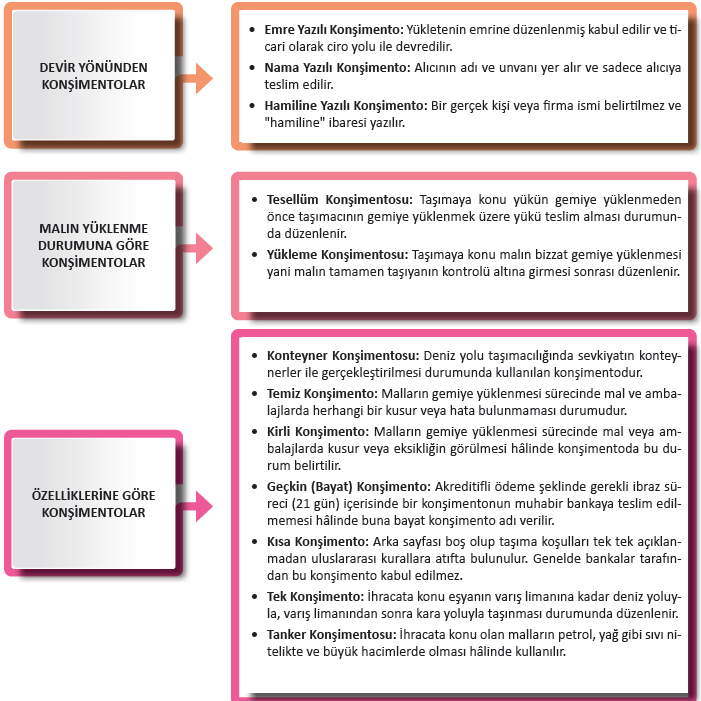 DEVİR YÖNÜNDEN
KONŞİMENTOLAR
• Emre Yazılı Konşimento: Yükletenin emrine düzenlenmiş kabul edilir ve ti-
cari olarak ciro yolu ile devredilir.
• Nama Yazılı Konşimento: Alıcının adı ve unvanı yer alır ve sadece alıcıya
teslim edilir.
• Hamiline Yazılı Konşimento: Bir gerçek kişi veya firma ismi belirtilmez ve
"hamiline" ibaresi yazılır.
MALIN YÜKLENME
DURUMUNA GÖRE
KONŞİMENTOLAR
• Tesellüm Konşimentosu: Taşımaya konu yükün gemiye yüklenmeden
önce taşımacının gemiye yüklenmek üzere yükü teslim alması durumun-
da düzenlenir.
• Yükleme Konşimentosu: Taşımaya konu malın bizzat gemiye yüklenmesi
yani malın tamamen taşıyanın kontrolü altına girmesi sonrası düzenlenir.
ÖZELLİKLERİNE GÖRE
KONŞİMENTOLAR
• Konteyner Konşimentosu: Deniz yolu taşımacılığında sevkiyatın kontey-
nerler ile gerçekleştirilmesi durumunda kullanılan konşimentodur.
• Temiz Konşimento: Malların gemiye yüklenmesi sürecinde mal ve amba-
lajlarda herhangi bir kusur veya hata bulunmaması durumudur.
• Kirli Konşimento: Malların gemiye yüklenmesi sürecinde mal veya am-
balajlarda kusur veya eksikliğin görülmesi hâlinde konşimentoda bu du-
rum belirtilir.
• Geçkin (Bayat) Konşimento: Akreditifli ödeme şeklinde gerekli ibraz sü-
reci (21 gün) içerisinde bir konşimentonun muhabir bankaya teslim edil-
memesi hâlinde buna bayat konşimento adı verilir.
• Kısa Konşimento: Arka sayfası boş olup taşıma koşulları tek tek açıklan-
madan uluslararası kurallara atıfta bulunulur. Genelde bankalar tarafın-
dan bu konşimento kabul edilmez.
• Tek Konşimento: İhracata konu eşyanın varış limanına kadar deniz yoluy-
la, varış limanından sonra kara yoluyla taşınması durumunda düzenlenir.
• Tanker Konşimentosu: İhracata konu olan malların petrol, yağ gibi sıvı ni-
telikte ve büyük hacimlerde olması hâlinde kullanılır.